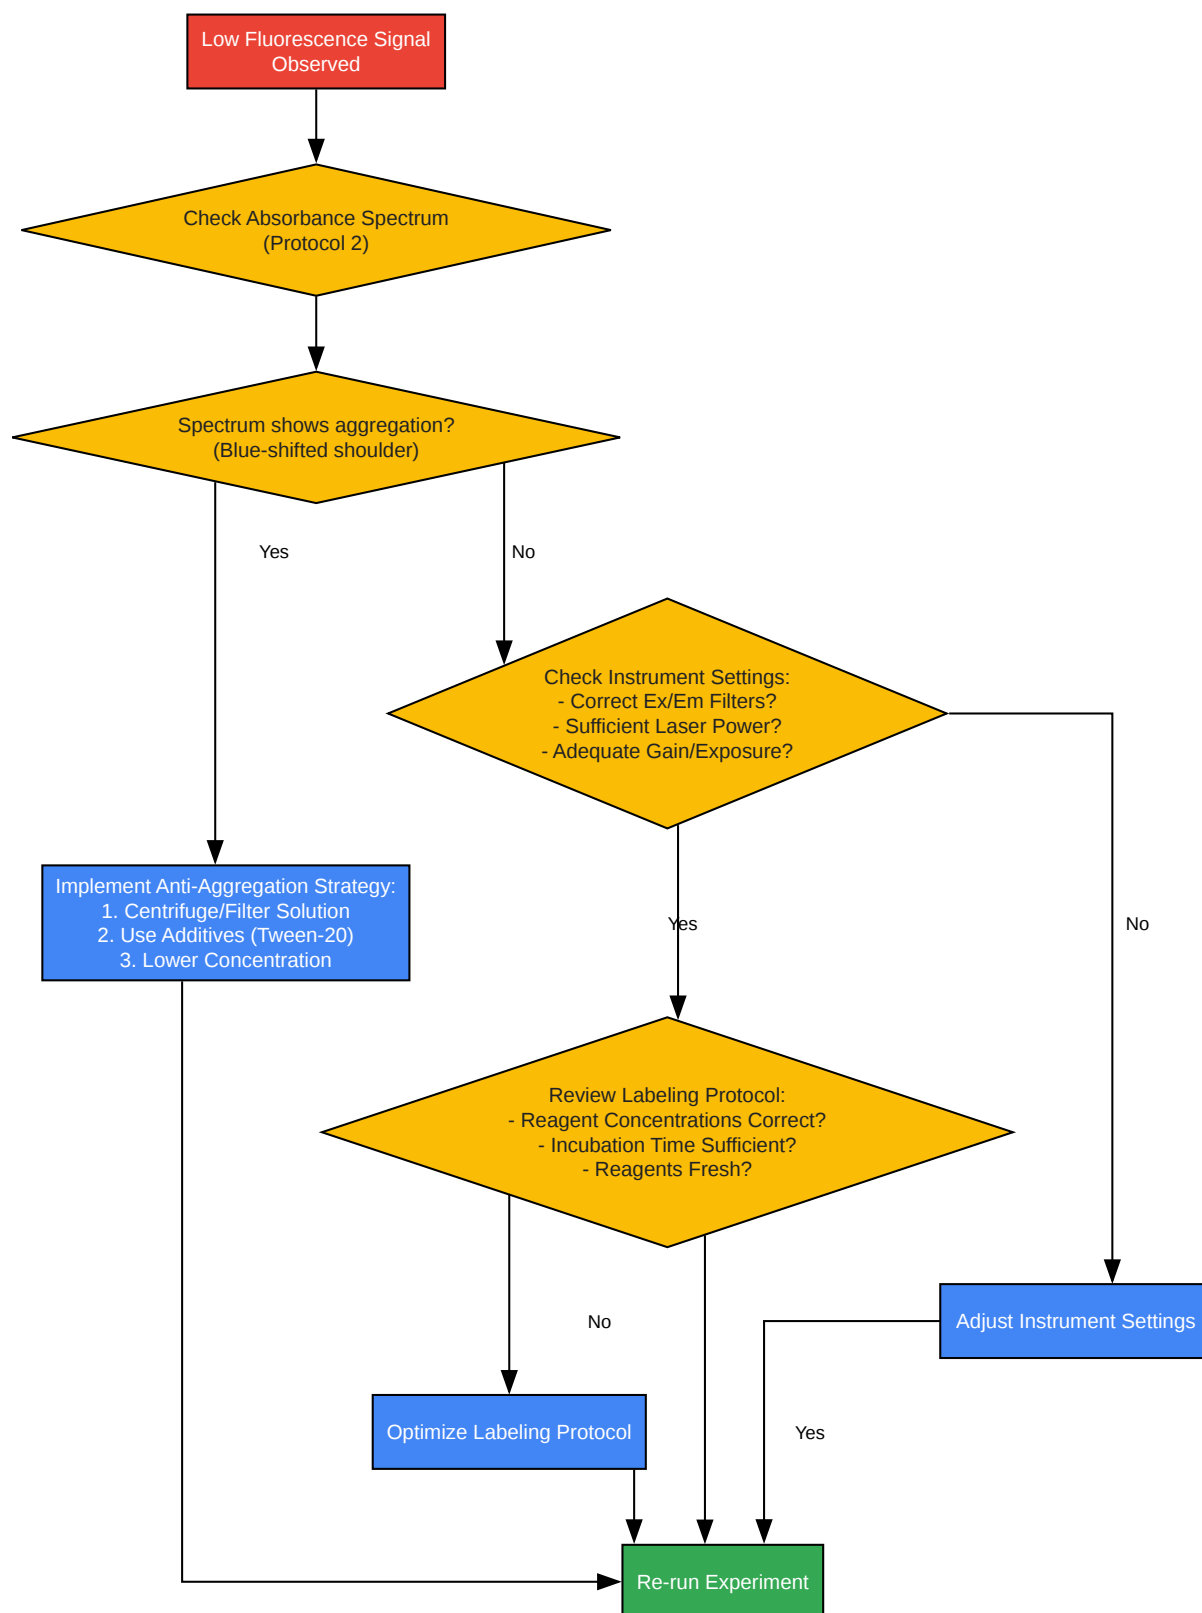 Low Fluorescence Signal
Observed
Check Absorbance Spectrum
(Protocol 2)
Spectrum shows aggregation?
(Blue-shifted shoulder)
Yes
No
Check Instrument Settings:
- Correct Ex/Em Filters?
- Sufficient Laser Power?
- Adequate Gain/Exposure?
Implement Anti-Aggregation Strategy:
1. Centrifuge/Filter Solution
2. Use Additives (Tween-20)
3. Lower Concentration
Yes
No
Review Labeling Protocol:
- Reagent Concentrations Correct?
- Incubation Time Sufficient?
- Reagents Fresh?
No
Adjust Instrument Settings
Optimize Labeling Protocol
Yes
Re-run Experiment